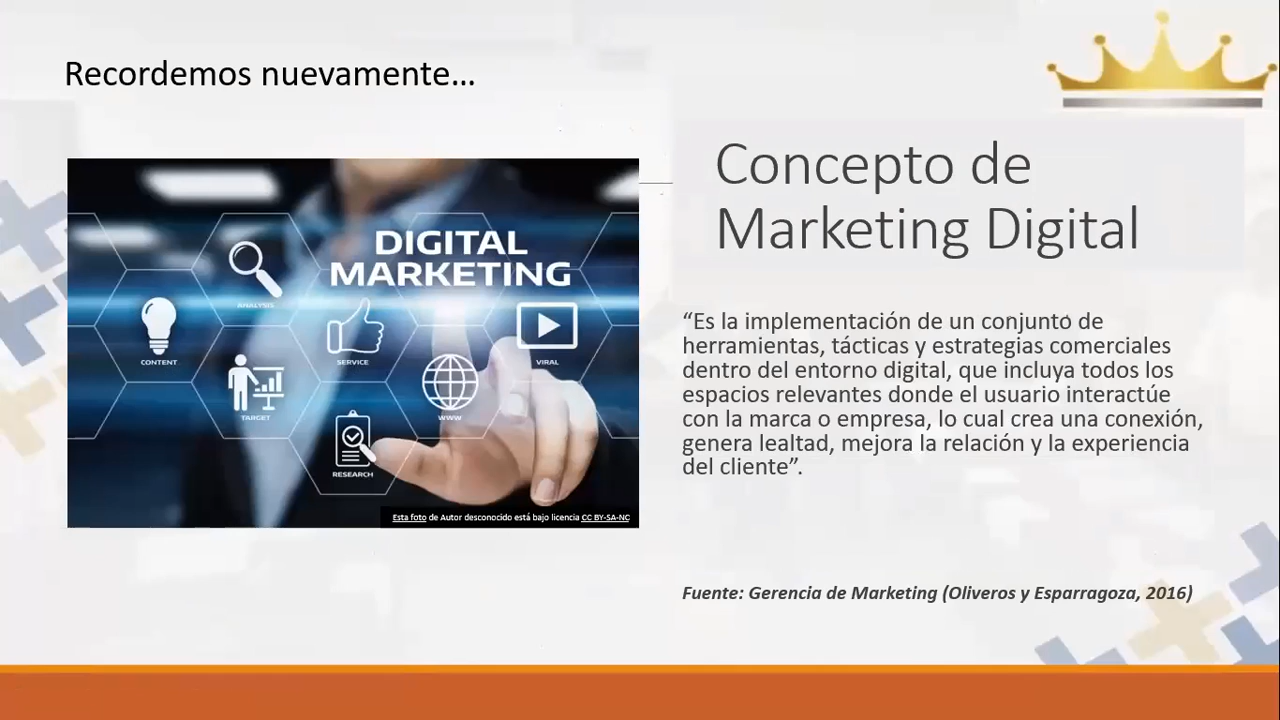 Recordemos nuevamente…
Concepto de
Marketing Digital
DIGITAL
MARKETING
ANALYSIS
CONTENT
SERVICE
VIRAL
TARGET
WWW
RESEARCH
Esta foto de Autor desconocido está bajo licencia CC BY-SA-NC
“Es la implementación de un conjunto de
herramientas, tácticas y estrategias comerciales
dentro del entorno digital, que incluya todos los
espacios relevantes donde el usuario interactúe
con la marca o empresa, lo cual crea una conexión,
genera lealtad, mejora la relación y la experiencia
del cliente”.
Fuente: Gerencia de Marketing (Oliveros y Esparragoza, 2016)